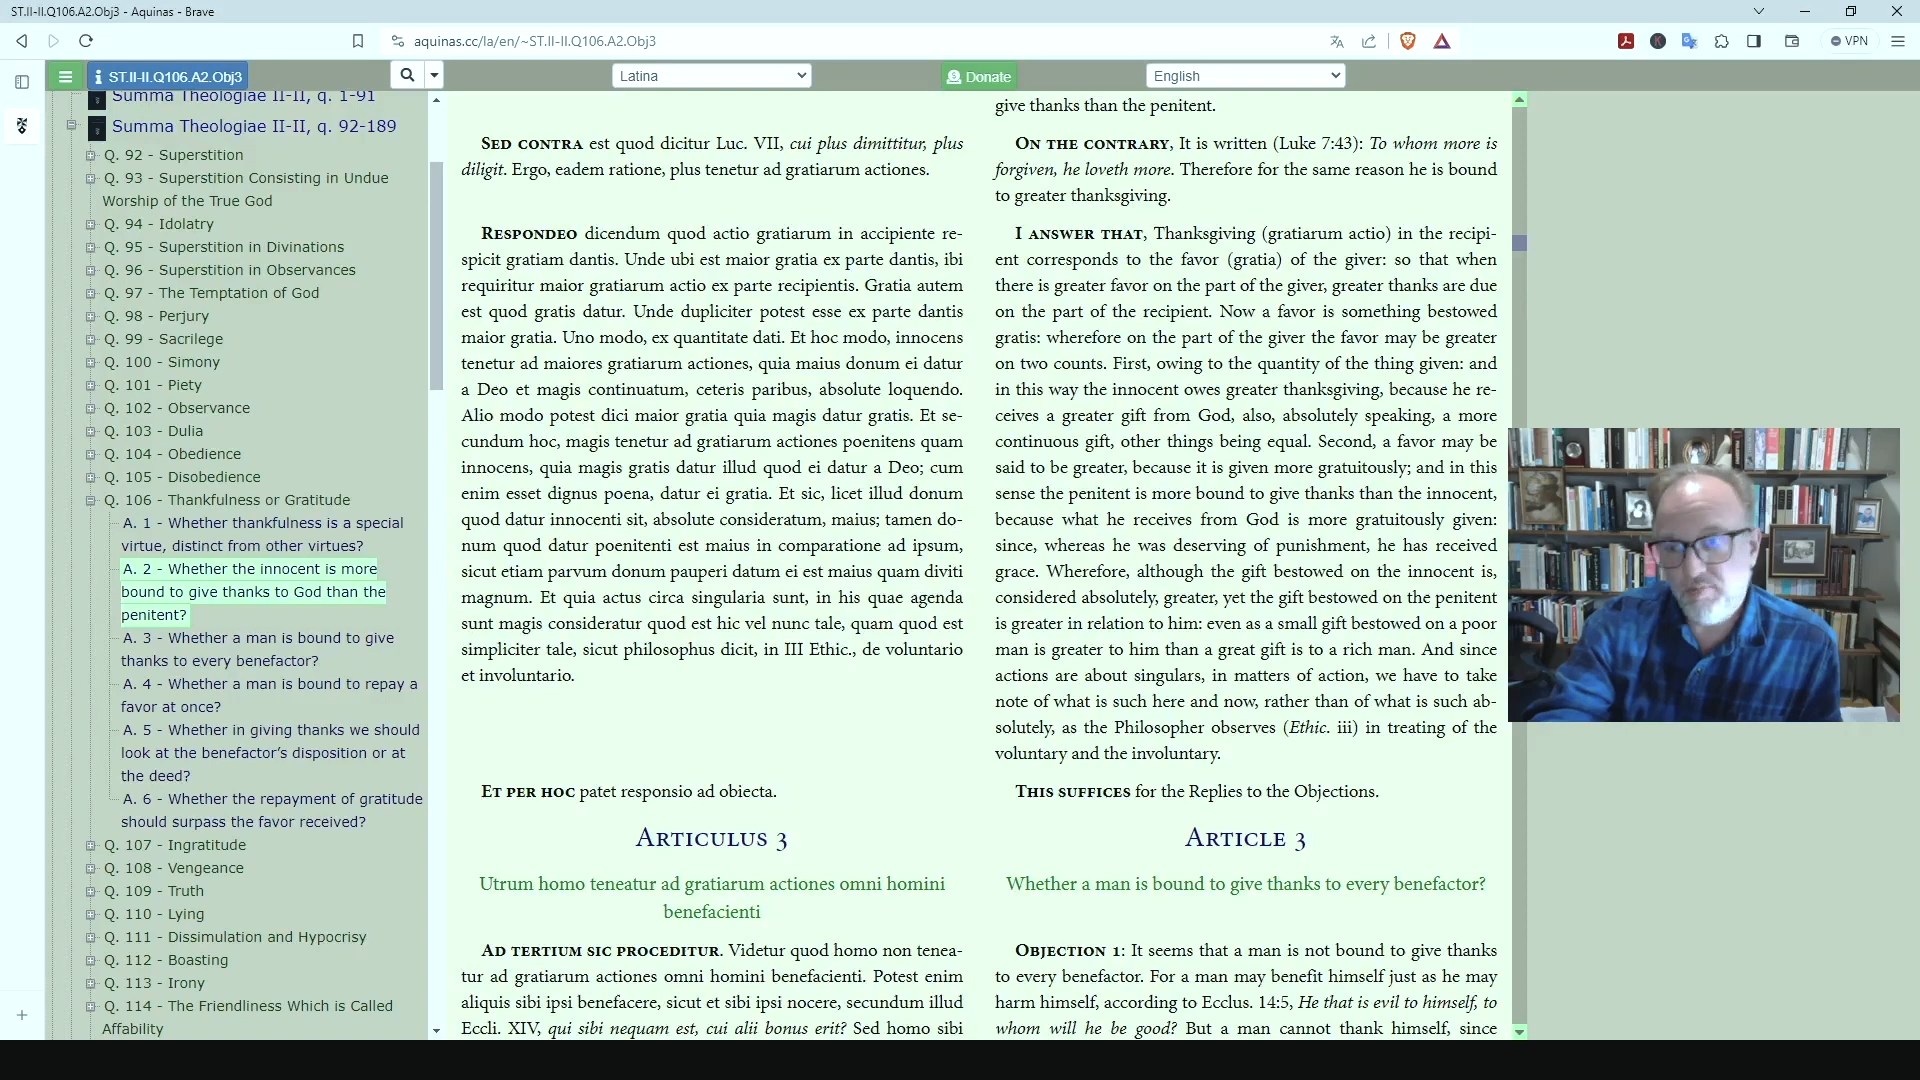 ST.II-II.Q106.A2.Obj3 - Aquinas - Brave
aquinas.cc/la/en/~ST.II-II.Q106.A2.Obj3
VPN
ST.II-II.Q106.A2.Obj3
Latina
Donate
English
Summa Theologiae II-II, q. 1-91
Summa Theologiae II-II, q. 92-189
Q. 92 - Superstition
Q. 93 - Superstition Consisting in Undue
Worship of the True God
Q. 94 - Idolatry
Q. 95 - Superstition in Divinations
Q. 96 - Superstition in Observances
Q. 97 - The Temptation of God
Q. 98 - Perjury
Q. 99 - Sacrilege
Q. 100 - Simony
Q. 101 - Piety
Q. 102 - Observance
Q. 103 - Dulia
Q. 104 - Obedience
Q. 105 - Disobedience
Q. 106 - Thankfulness or Gratitude
A. 1 - Whether thankfulness is a special
virtue, distinct from other virtues?
A. 2 - Whether the innocent is more
bound to give thanks to God than the
penitent?
A. 3 - Whether a man is bound to give
thanks to every benefactor?
A. 4 - Whether a man is bound to repay a
favor at once?
A. 5 - Whether in giving thanks we should
look at the benefactor's disposition or at
the deed?
A. 6 - Whether the repayment of gratitude
should surpass the favor received?
Q. 107 - Ingratitude
Q. 108 - Vengeance
Q. 109 - Truth
Q. 110 - Lying
Q. 111 - Dissimulation and Hypocrisy
Q. 112 - Boasting
Q. 113 - Irony
Q. 114 - The Friendliness Which is Called
Affability
SED CONTRA est quod dicitur Luc. VII, cui plus dimittitur, plus
diligit. Ergo, eadem ratione, plus tenetur ad gratiarum actiones.
RESPONDEO dicendum quod actio gratiarum in accipiente re-
spicit gratiam dantis. Unde ubi est maior gratia ex parte dantis, ibi
requiritur maior gratiarum actio ex parte recipientis. Gratia autem
est quod gratis datur. Unde dupliciter potest esse ex parte dantis
maior gratia. Uno modo, ex quantitate dati. Et hoc modo, innocens
tenetur ad maiores gratiarum actiones, quia maius donum ei datur
a Deo et magis continuatum, ceteris paribus, absolute loquendo.
Alio modo potest dici maior gratia quia magis datur gratis. Et se-
cundum hoc, magis tenetur ad gratiarum actiones poenitens quam
innocens, quia magis gratis datur illud quod ei datur a Deo; cum
enim esset dignus poena, datur ei gratia. Et sic, licet illud donum
quod datur innocenti sit, absolute consideratum, maius; tamen do-
num quod datur poenitenti est maius in comparatione ad ipsum,
sicut etiam parvum donum pauperi datum ei est maius quam diviti
magnum. Et quia actus circa singularia sunt, in his quae agenda
sunt magis consideratur quod est hic vel nunc tale, quam quod est
simpliciter tale, sicut philosophus dicit, in III Ethic., de voluntario
et involuntario.
ET PER HOC patet responsio ad obiecta.
ARTICULUS 3
Utrum homo teneatur ad gratiarum actiones omni homini
benefacienti
AD TERTIUM SIC PROCEDITUR. Videtur quod homo non tenea-
tur ad gratiarum actiones omni homini benefacienti. Potest enim
aliquis sibi ipsi benefacere, sicut et sibi ipsi nocere, secundum illud
Eccli. XIV, qui sibi nequam est, cui alii bonus erit? Sed homo sibi
give thanks than the penitent.
ON THE CONTRARY, It is written (Luke 7:43): To whom more is
forgiven, he loveth more. Therefore for the same reason he is bound
to greater thanksgiving.
I ANSWER THAT, Thanksgiving (gratiarum actio) in the recipi-
ent corresponds to the favor (gratia) of the giver: so that when
there is greater favor on the part of the giver, greater thanks are due
on the part of the recipient. Now a favor is something bestowed
gratis: wherefore on the part of the giver the favor may be greater
on two counts. First, owing to the quantity of the thing given: and
in this way the innocent owes greater thanksgiving, because he re-
ceives a greater gift from God, also, absolutely speaking, a more
continuous gift, other things being equal. Second, a favor may be
said to be greater, because it is given more gratuitously; and in this
sense the penitent is more bound to give thanks than the innocent,
because what he receives from God is more gratuitously given:
since, whereas he was deserving of punishment, he has received
grace. Wherefore, although the gift bestowed on the innocent is,
considered absolutely, greater, yet the gift bestowed on the penitent
is greater in relation to him: even as a small gift bestowed on a poor
man is greater to him than a great gift is to a rich man. And since
actions are about singulars, in matters of action, we have to take
note of what is such here and now, rather than of what is such ab-
solutely, as the Philosopher observes (Ethic. iii) in treating of the
voluntary and the involuntary.
THIS SUFFICES for the Replies to the Objections.
ARTICLE 3
Whether a man is bound to give thanks to every benefactor?
OBJECTION 1: It seems that a man is not bound to give thanks
to every benefactor. For a man may benefit himself just as he may
harm himself, according to Ecclus. 14:5, He that is evil to himself, to
whom will he be good? But a man cannot thank himself, since